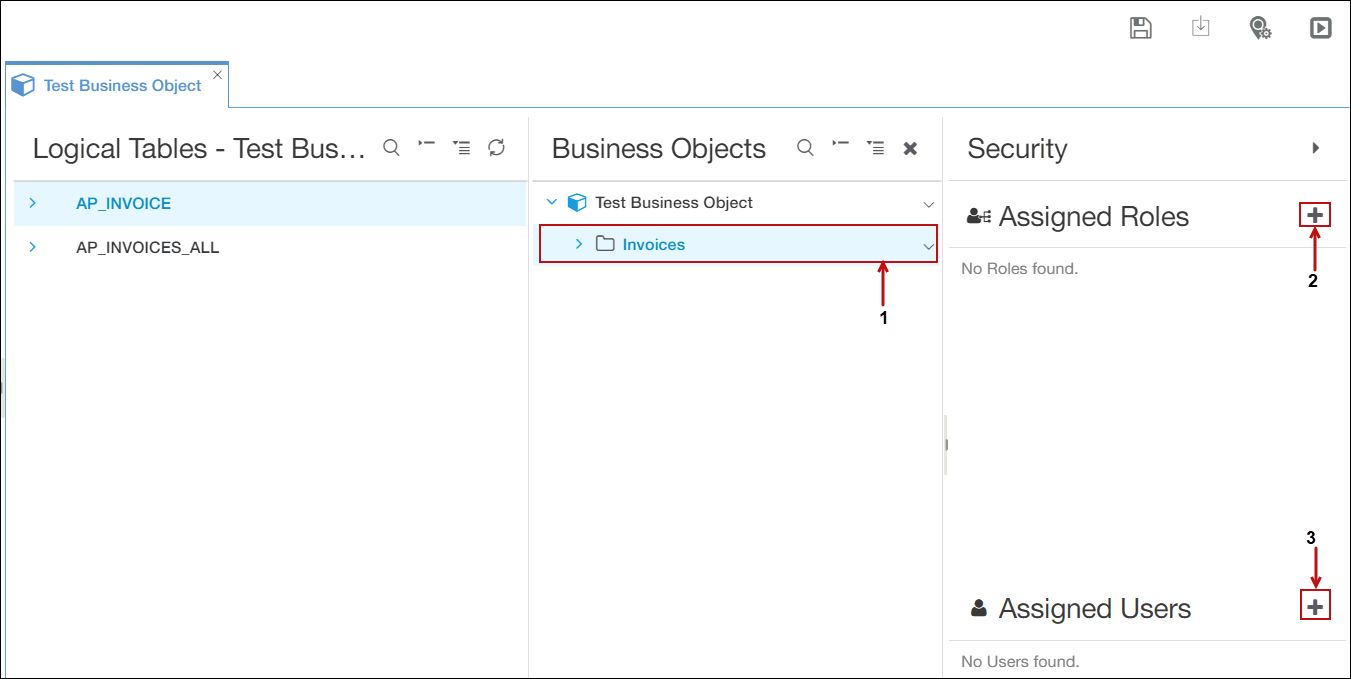 Test Business Object
Logical Tables - Test Bus...
AP_INVOICE
AP_INVOICES_ALL
Business Objects
Test Business Object
Invoices
1
Security
Assigned Roles
No Roles found.
2
3
Assigned Users
No Users found.